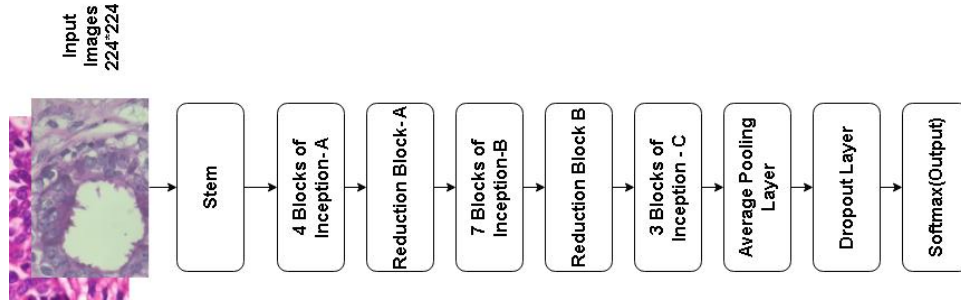 Input
Images
224*224
Stem
4 Blocks of
Inception- A
Reduction Block- A
7 Blocks of
Inception-B
Reduction Block B
3 Blocks of
Inception - C
Average Pooling
Layer
Dropout Layer
Softmax(Output)